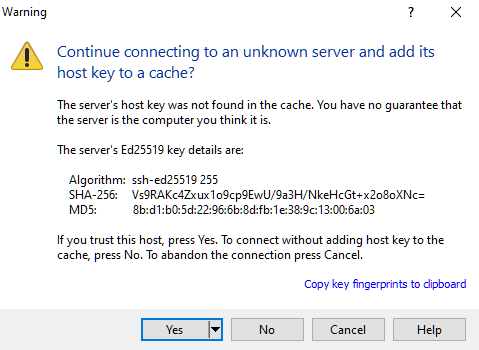 Warning
?
Continue connecting to an unknown server and add its
host key to a cache?
The server's host key was not found in the cache. You have no guarantee that
the server is the computer you think it is.
The server's Ed25519 key details are:
Algorithm: ssh-ed25519 255
SHA-256: Vs9RAKc4Zxux1o9cp9EwU/9a3H/NkeHcGt+x2o8oXNc=
MD5: 8b:d1:b0:5d:22:96:6b:8d:fb:1e:38:9c:13:00:6a:03
If you trust this host, press Yes. To connect without adding host key to the
cache, press No. To abandon the connection press Cancel.
Copy key fingerprints to clipboard
Yes
No
Cancel
Help